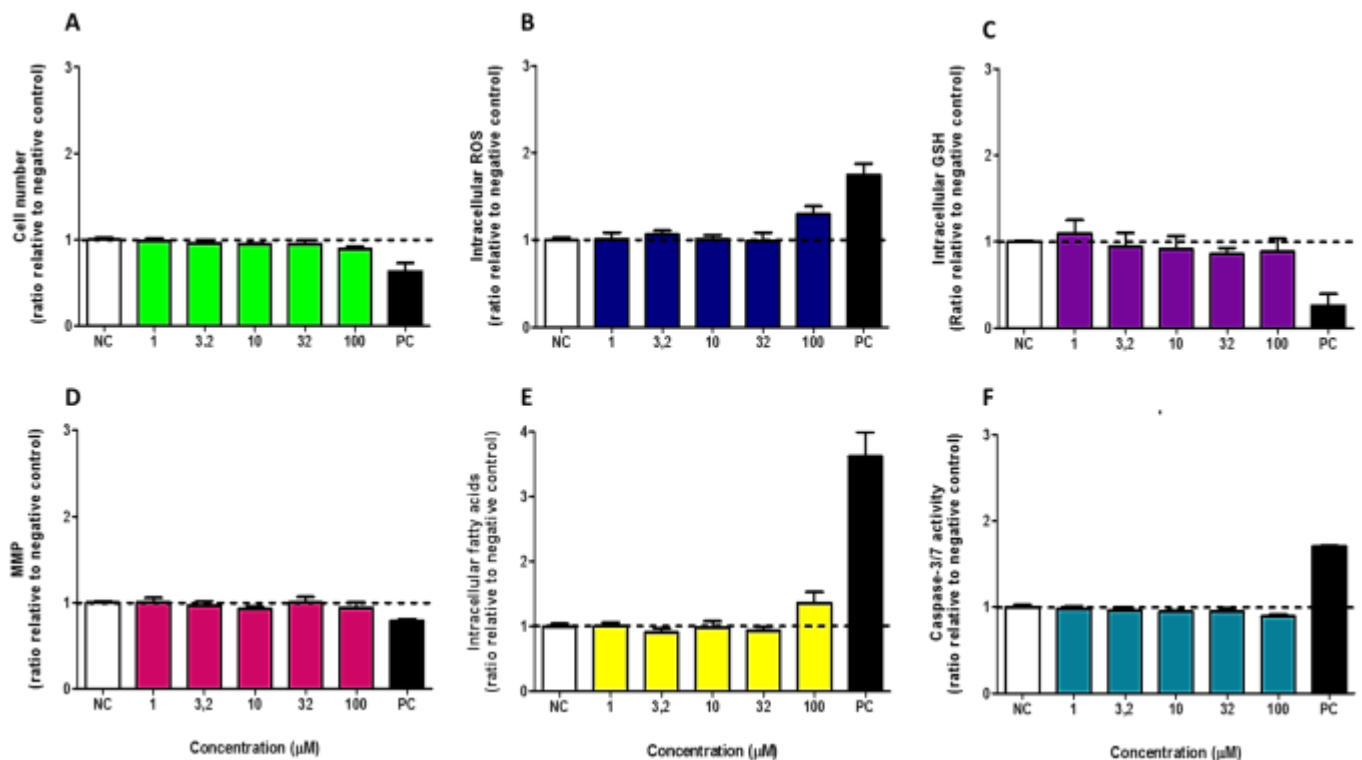 A
Cell number
(ratio relative to negative control)
3
2
1
0
NC 1 3,2 10 32 100 PC
B
Intracellular ROS
(ratio relative to negative control)
3
2
1
0
NC 1 3,2 10 32 100 PC
C
Intracellular GSH
(Ratio relative to negative control)
3
2
1
0
NC 1 3,2 10 32 100 PC
D
MMP
(ratio relative to negative control)
3
2
1
0
NC 1 3,2 10 32 100 PC
Concentration (µM)
E
Intracellular fatty acids
(ratio relative to negative control)
4
3
2
1
0
NC 1 3,2 10 32 100 PC
Concentration (µM)
F
Caspase-3/7 activity
(ratio relative to negative control)
3
2
1
0
NC 1 3,2 10 32 100 PC
Concentration (µM)